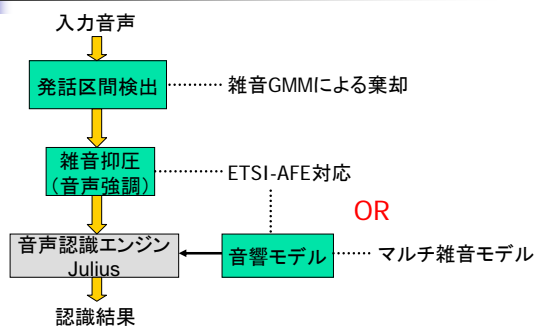 入力音声
発話区間検出
雑音GMMによる棄却
雑音抑圧
(音声強調)
ETSI-AFE対応
OR
音声認識エンジン
Julius
音響モデル
マルチ雑音モデル
認識結果